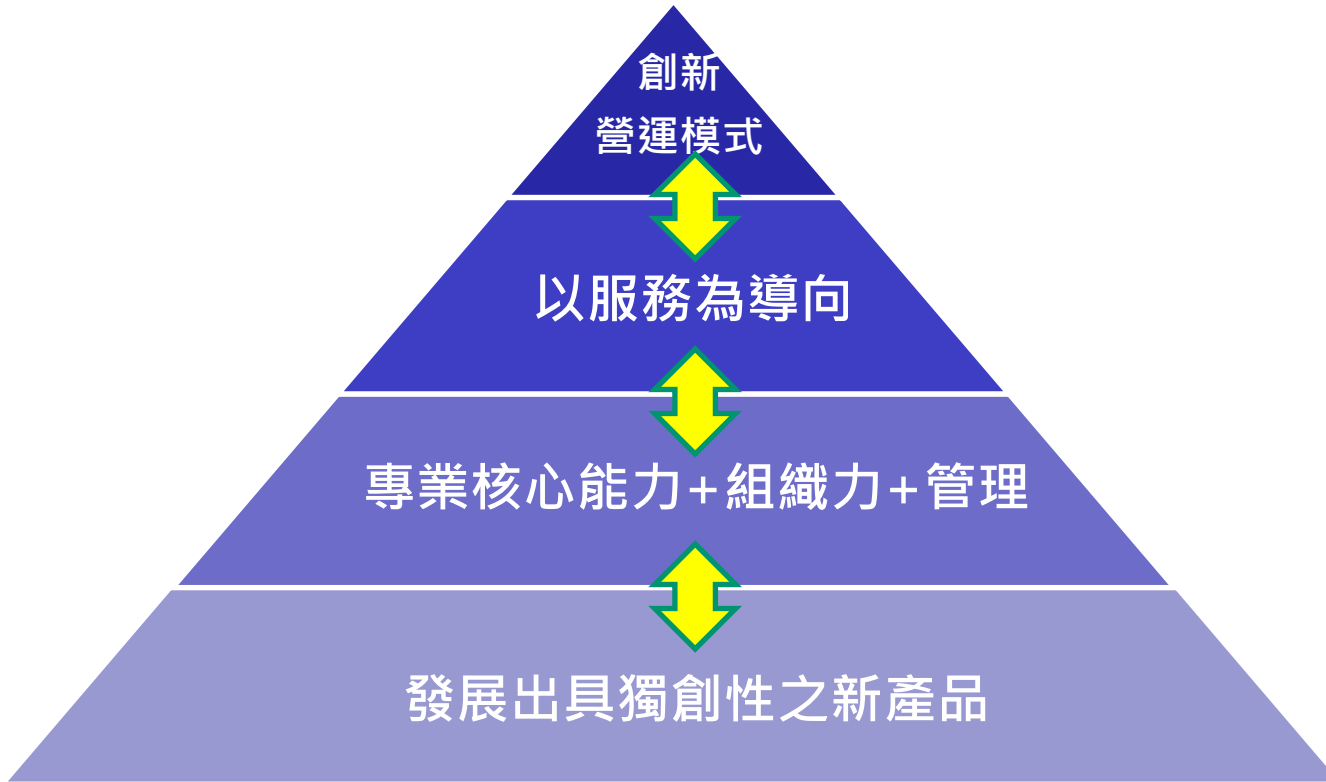 創新
營運模式
以服務為導向
專業核心能力+組織力+管理
發展出具獨創性之新產品